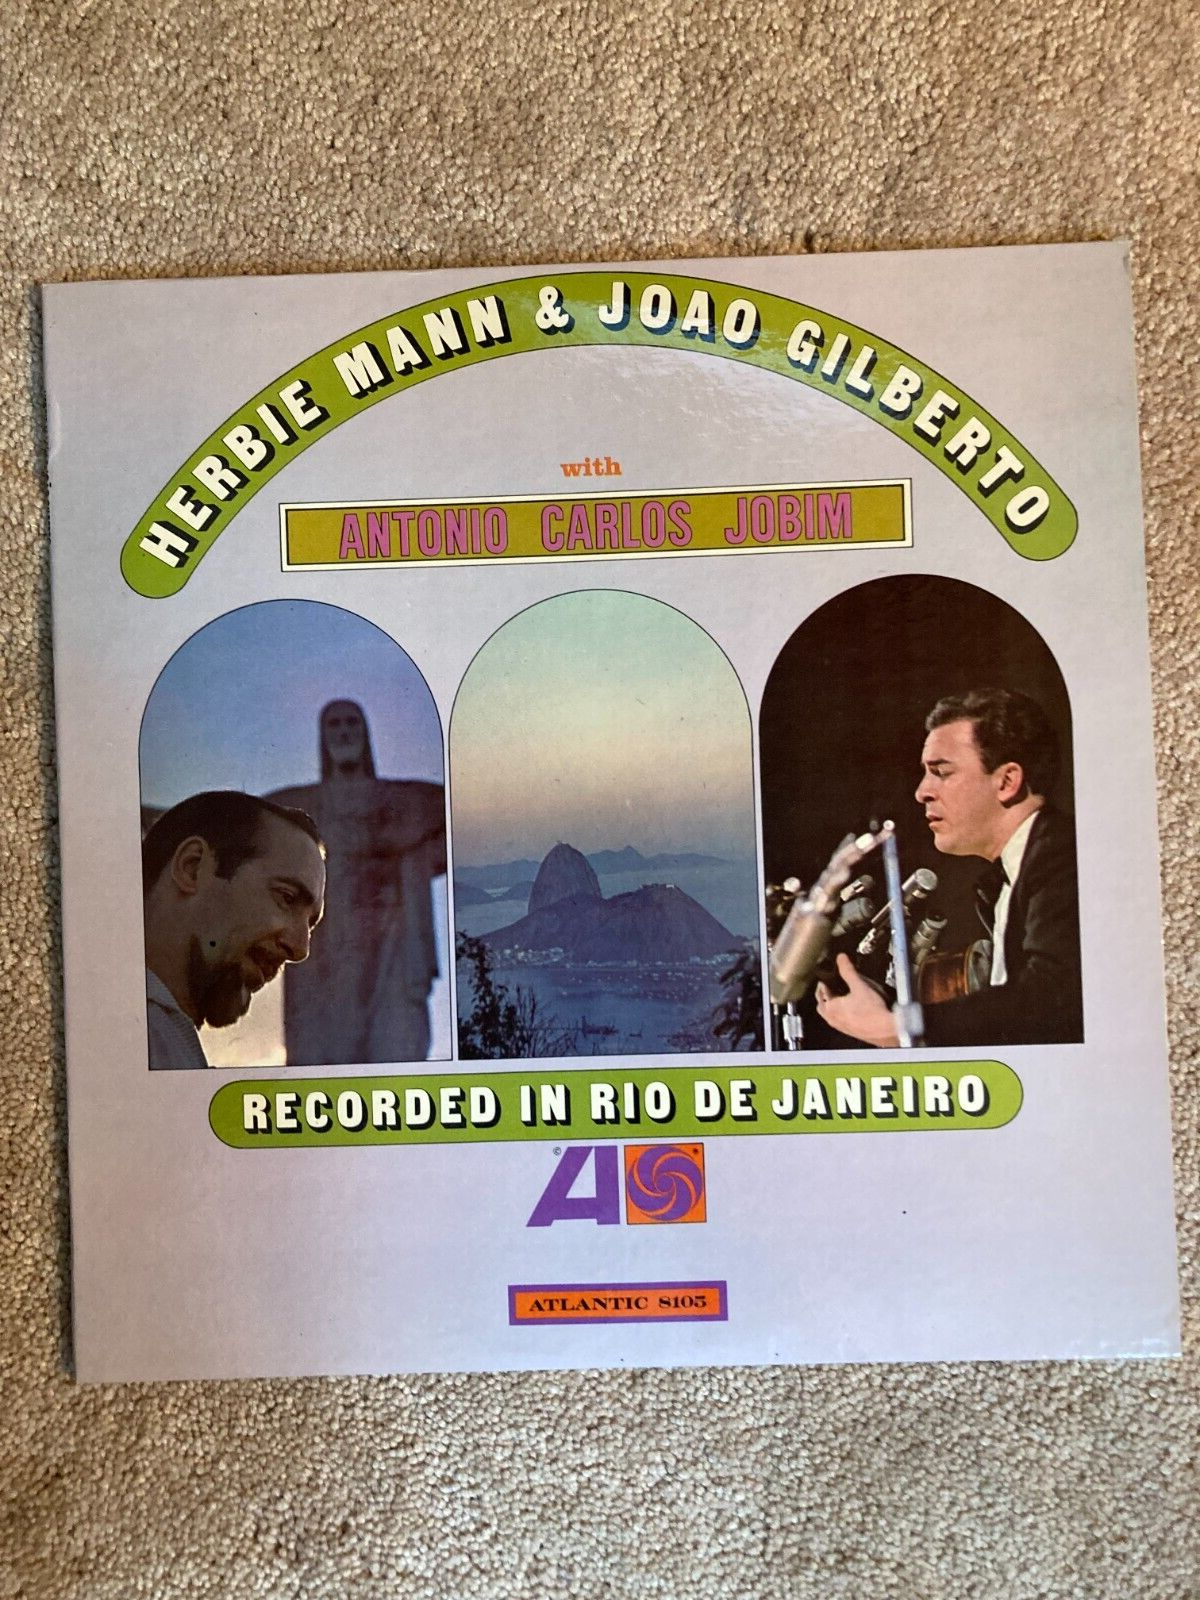 HERBIE MANN & JOAO GILBERTO
with
ANTONIO CARLOS JOBIM
RECORDED IN RIO DE JANEIRO
©
A
ATLANTIC 8105